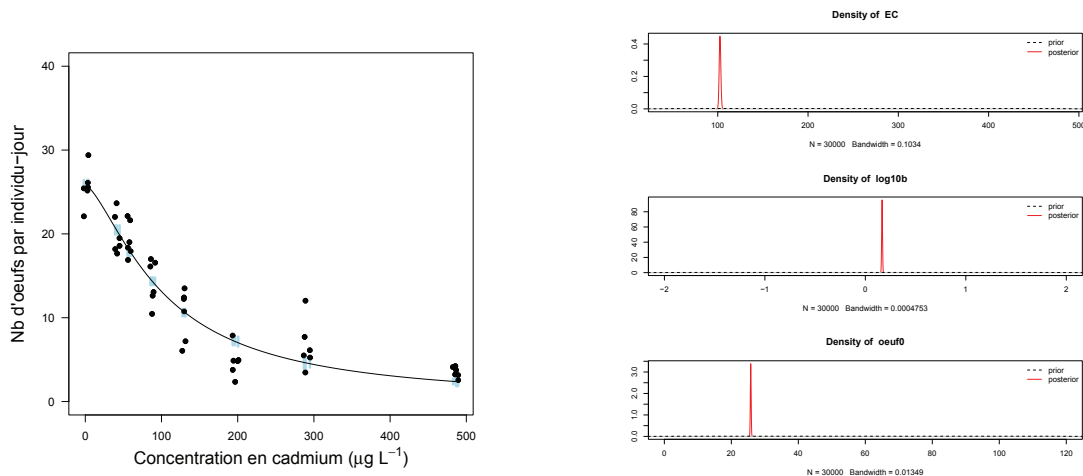 Nb d'oeufs par individu−jour
40
30
20
10
0
0 100 200 300 400 500
Concentration en cadmium (μg L−1)
Density of EC
0.4
0.2
0.0
100 200 300 400 500
N = 30000 Bandwidth = 0.1034
prior
posterior
Density of log10b
80
60
40
20
0
−2 −1 0 1 2
N = 30000 Bandwidth = 0.0004753
prior
posterior
Density of oeuf0
3.0
2.0
1.0
0.0
0 20 40 60 80 100 120
N = 30000 Bandwidth = 0.01349
prior
posterior